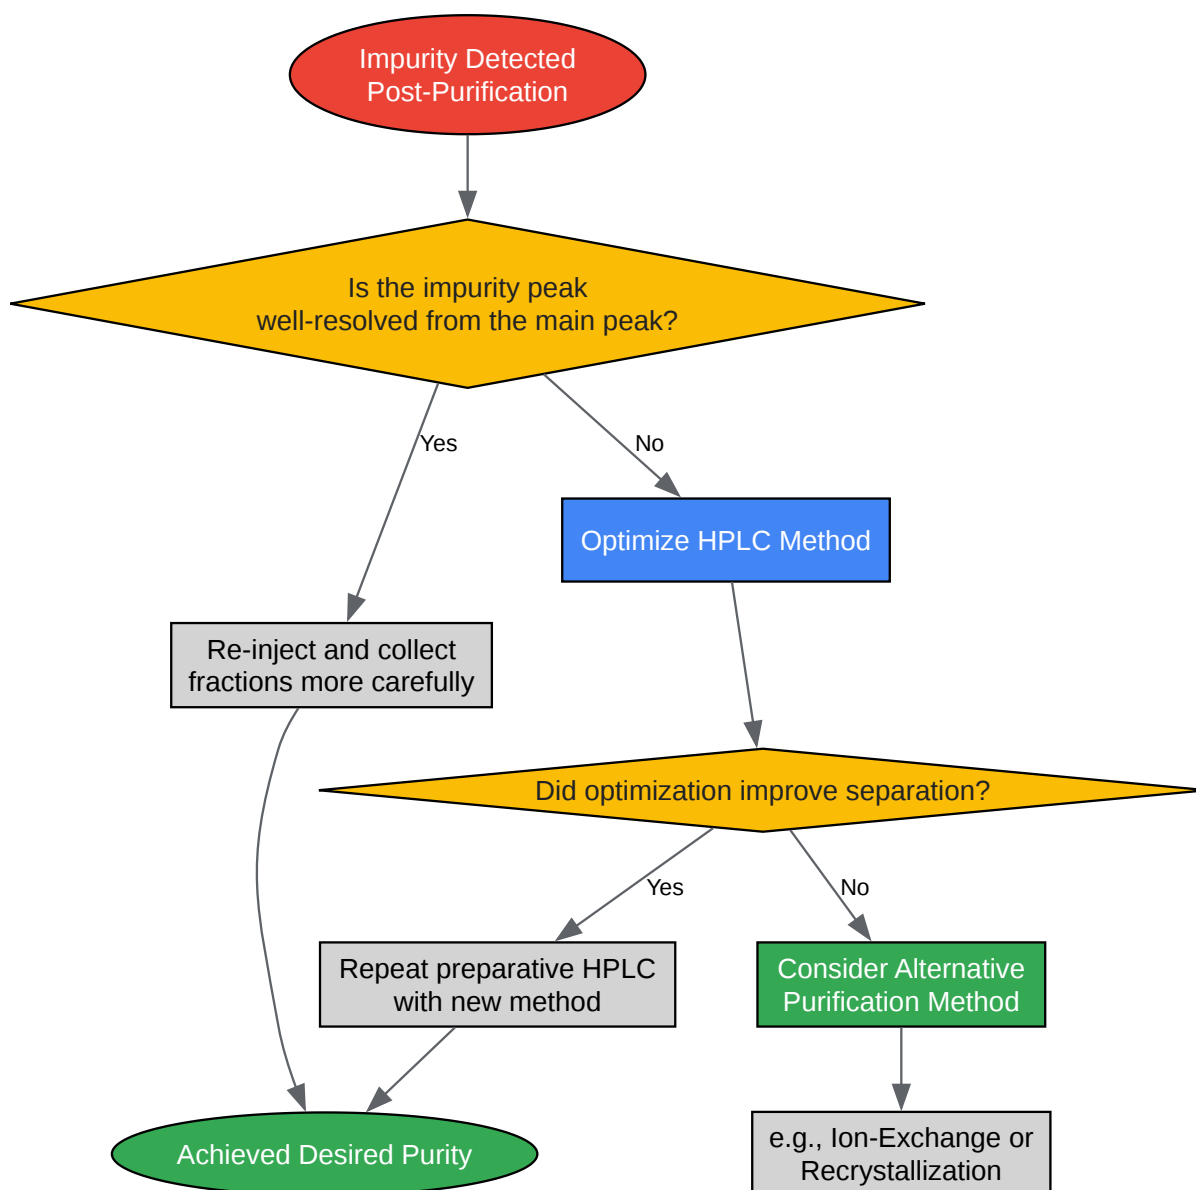 Impurity Detected
Post-Purification
Is the impurity peak
well-resolved from the main peak?
Yes
No
Optimize HPLC Method
Re-inject and collect
fractions more carefully
Did optimization improve separation?
Yes
No
Repeat preparative HPLC
with new method
Consider Alternative
Purification Method
Achieved Desired Purity
e.g., Ion-Exchange or
Recrystallization